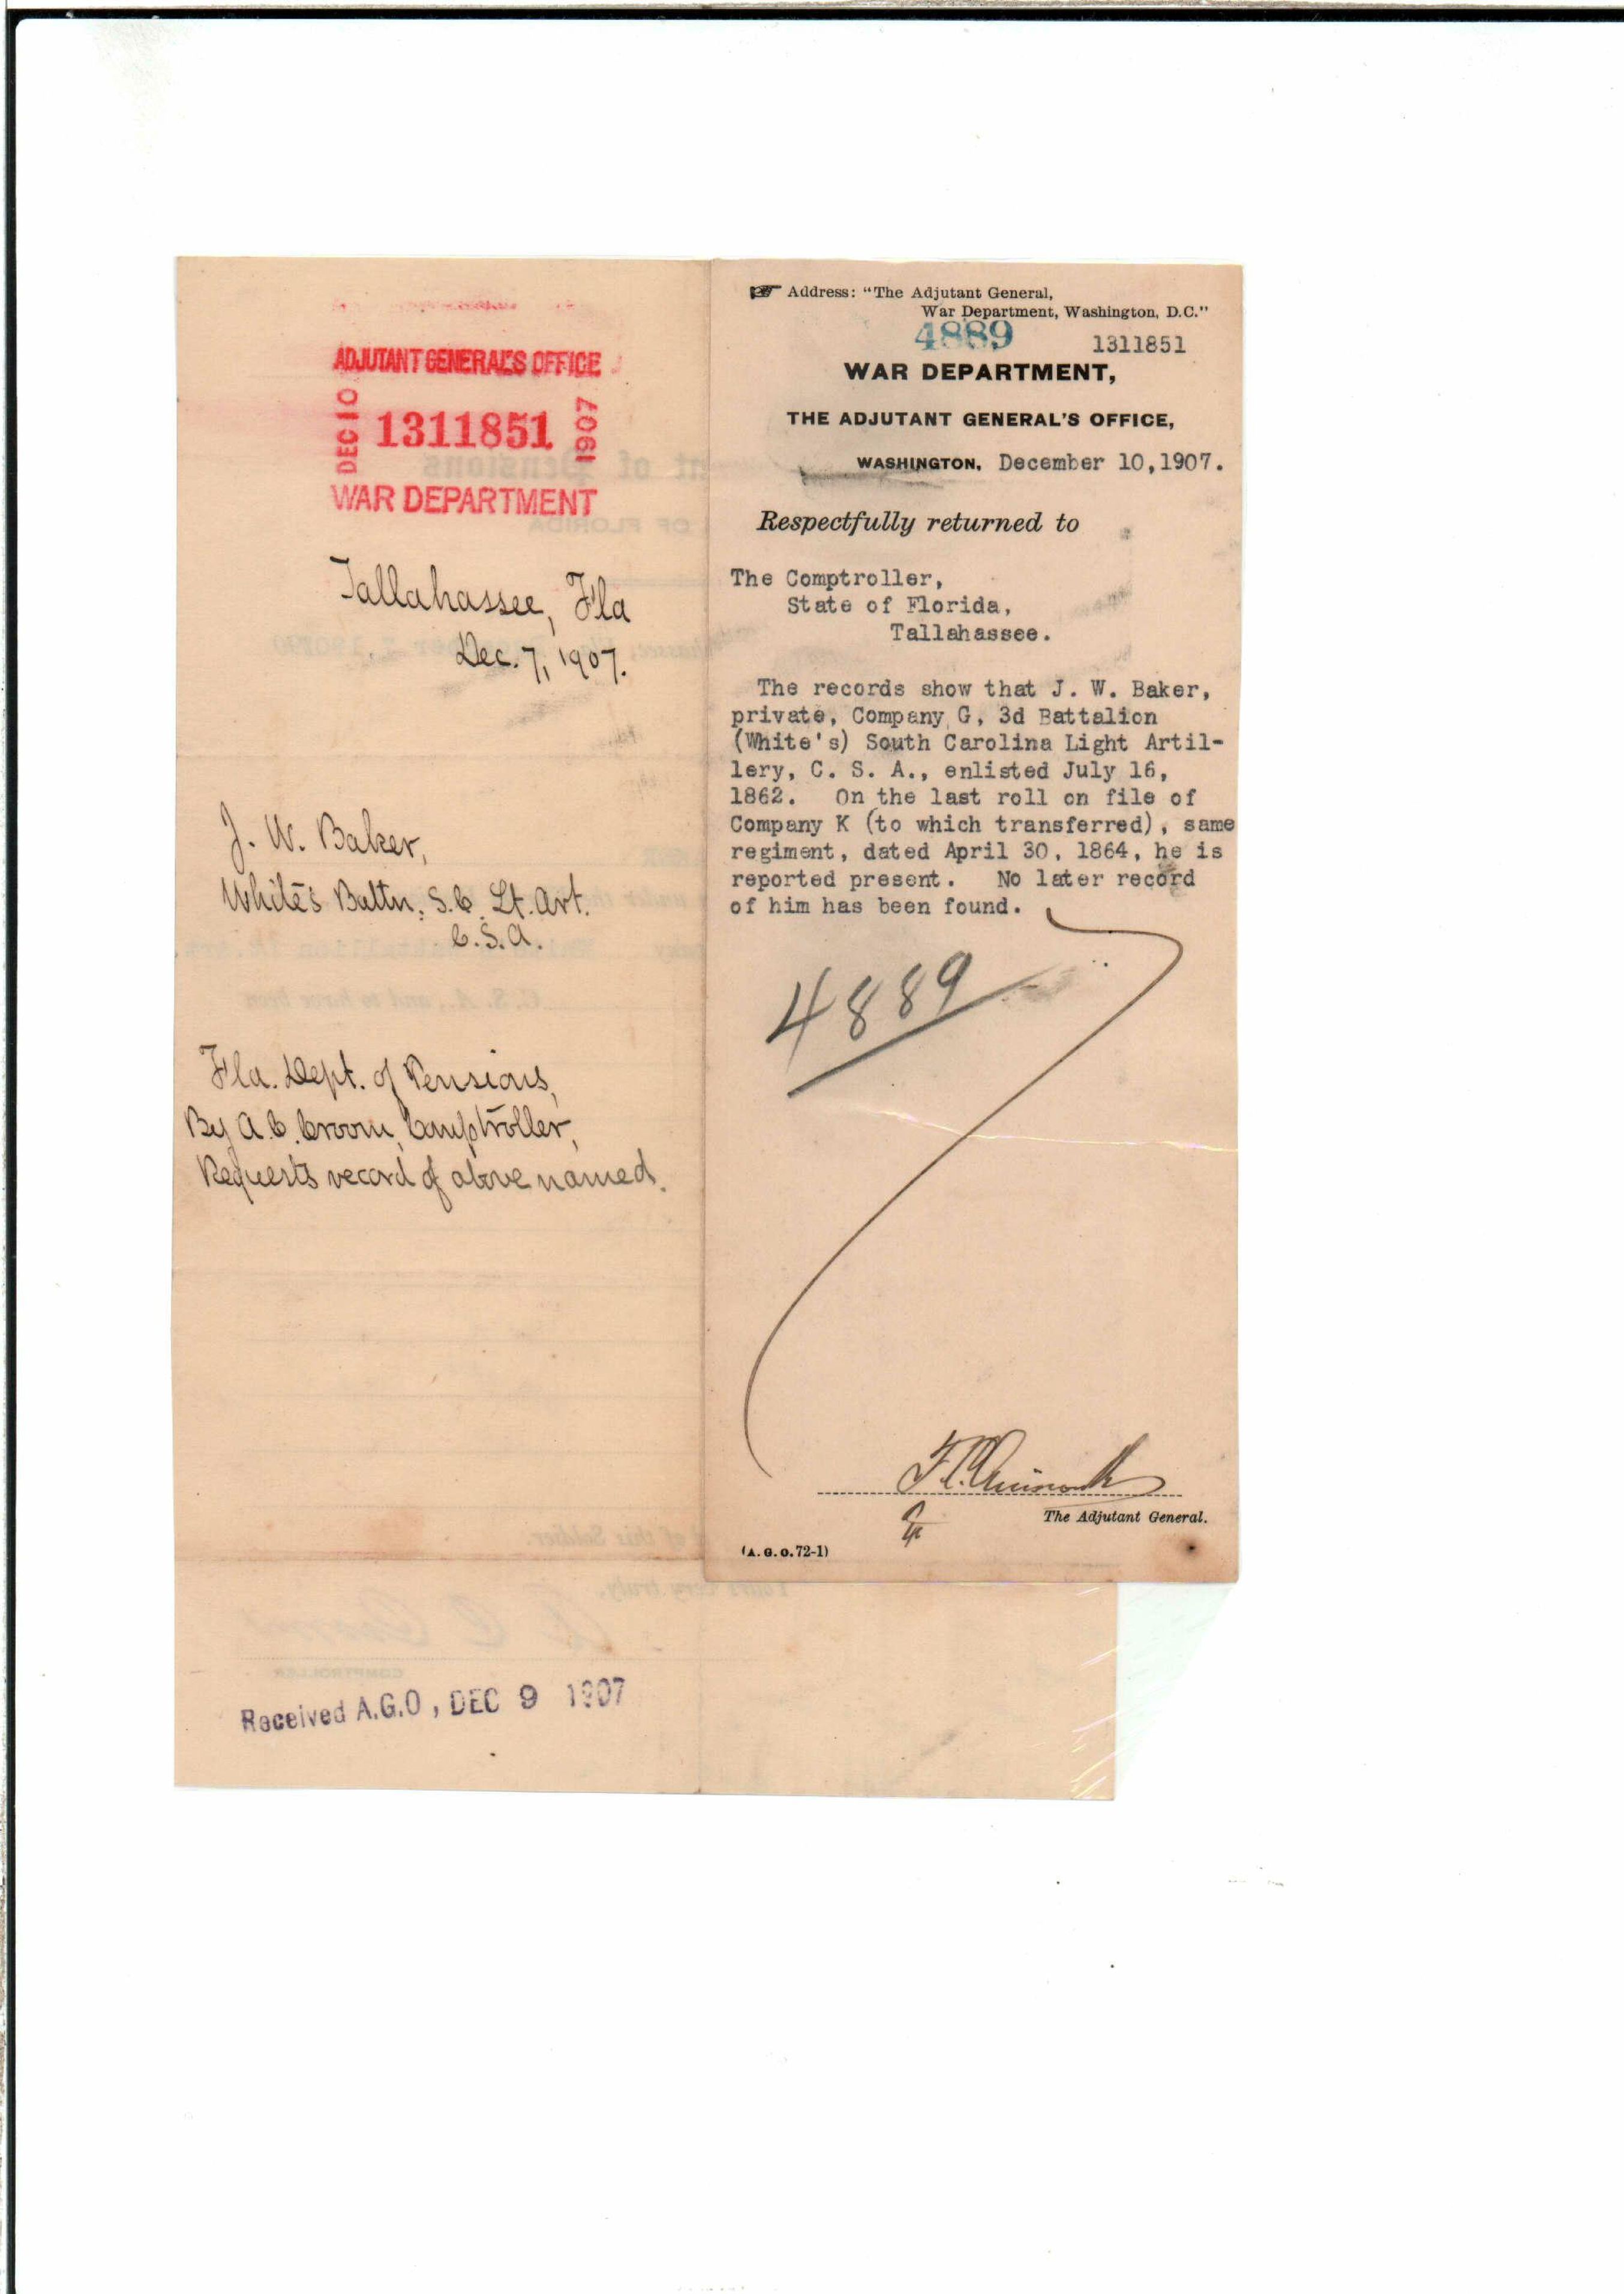 ADJUTANT GENERAL'S OFFICE
DEC 10 1311851 1907
WAR DEPARTMENT
Tallahassee, Fla
Dec. 7, 1907.
J. W. Baker,
White's Battn. S.C. Lt. Art.
C.S.A.
Fla. Dept. of Pensions,
By A. C. Croom, Comptroller,
Requests record of above named.
Received A.G.O, DEC 9 1907
☞ Address: "The Adjutant General,
War Department, Washington, D.C."
4889 1311851
WAR DEPARTMENT,
THE ADJUTANT GENERAL'S OFFICE,
WASHINGTON, December 10,1907.
Respectfully returned to
The Comptroller,
State of Florida,
Tallahassee.
The records show that J. W. Baker,
private, Company G, 3d Battalion
(White's) South Carolina Light Artil-
lery, C. S. A., enlisted July 16,
1862. On the last roll on file of
Company K (to which transferred), same
regiment, dated April 30, 1864, he is
reported present. No later record
of him has been found.
4889
The Adjutant General.
(A. G. O. 72-1)